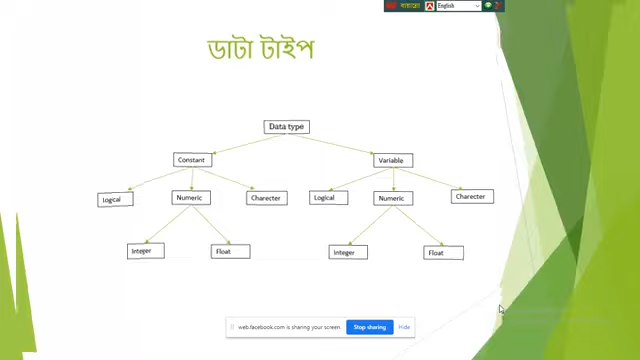 English
ডাটা টাইপ
Data type
Constant
Variable
Logical
Numeric
Charecter
Logical
Numeric
Charecter
Integer
Float
Integer
Float
web.facebook.com is sharing your screen.
Stop sharing
Hide